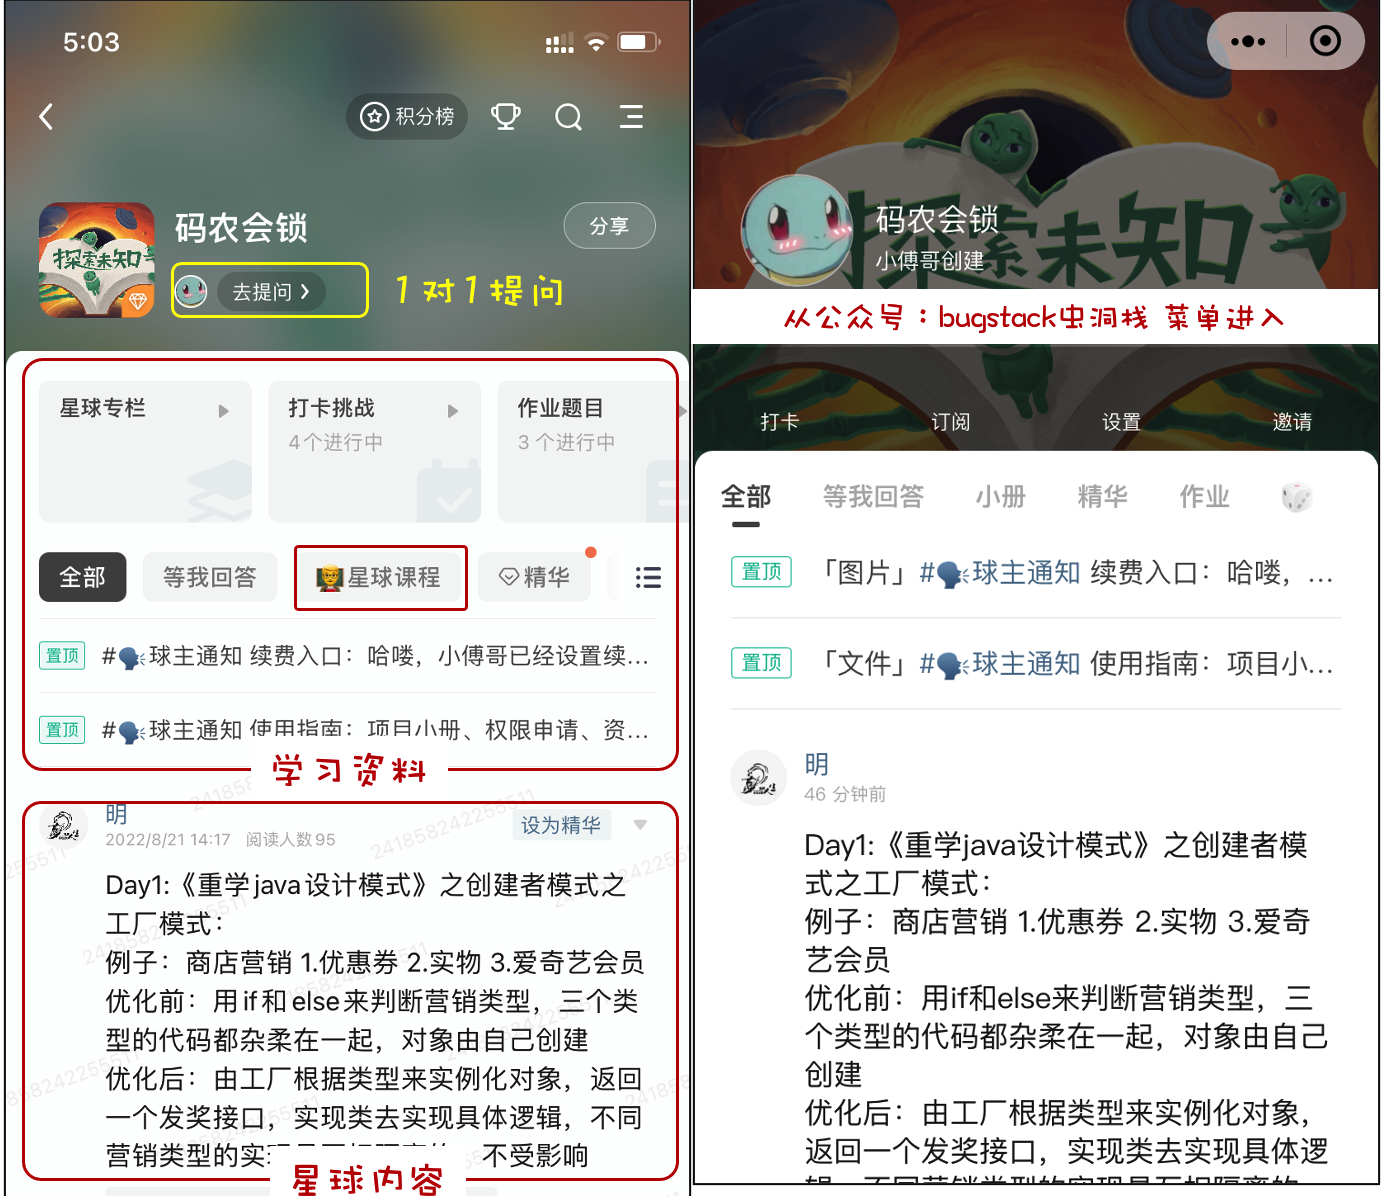 5:03
积分榜
码农会锁
分享
去提问
1对1提问
探索未知
星球专栏
打卡挑战
4个进行中
作业题目
3 个进行中
全部
等我回答
星球课程
精华
置顶 #球主通知 续费入口：哈喽，小傅哥已经设置续...
置顶 #球主通知 使用指南：项目小册、权限申请、资...
学习资料
明
2022/8/21 14:17 阅读人数 95
设为精华
Day1:《重学java设计模式》之创建者模式之
工厂模式：
例子：商店营销 1.优惠券 2.实物 3.爱奇艺会员
优化前：用if和else来判断营销类型，三个类
型的代码都杂柔在一起，对象由自己创建
优化后：由工厂根据类型来实例化对象，返回
一个发奖接口，实现类去实现具体逻辑，不同
营销类型的实现 不受影响
星球内容
241858242255511
探索未知
码农会锁
小傅哥创建
从公众号：bugstack虫洞栈 菜单进入
打卡
订阅
设置
邀请
全部
等我回答
小册
精华
作业
置顶 「图片」#球主通知 续费入口：哈喽，...
置顶 「文件」#球主通知 使用指南：项目小...
明
46 分钟前
Day1:《重学java设计模式》之创建者模
式之工厂模式：
例子：商店营销 1.优惠券 2.实物 3.爱奇
艺会员
优化前：用if和else来判断营销类型，三
个类型的代码都杂柔在一起，对象由自己
创建
优化后：由工厂根据类型来实例化对象，
返回一个发奖接口，实现类去实现具体逻
辑，不同营销类型的实现是互相隔离的